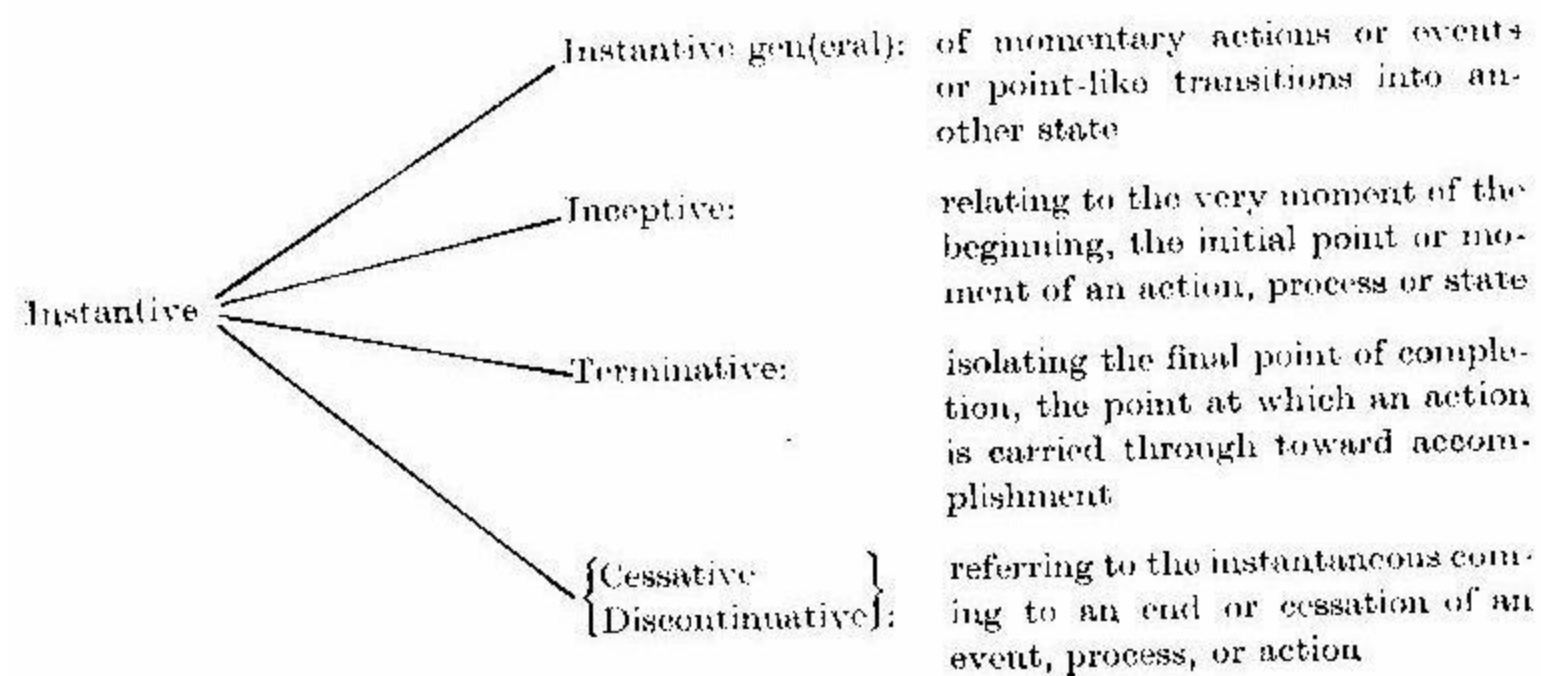 Instantive gen(eral): of momentary actions or events
or point-like transitions into an-
other state
Inceptive: relating to the very moment of the
beginning, the initial point or mo-
ment of an action, process or state
Instantive
Terminative: isolating the final point of comple-
tion, the point at which an action
is carried through toward accom-
plishment
{Cessative
Discontinuative}: referring to the instantaneous com-
ing to an end or cessation of an
event, process, or action